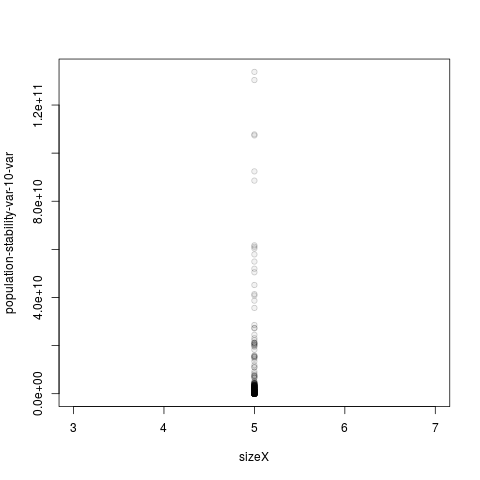 population-stability-var-10-var
1.2e+11
8.0e+10
4.0e+10
0.0e+00
3 4 5 6 7
sizeX